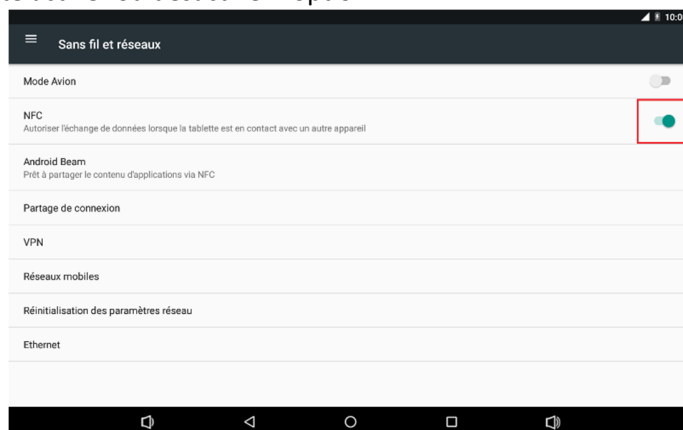 10:0
Sans fil et réseaux
Mode Avion
NFC
Autoriser l'échange de données lorsque la tablette est en contact avec un autre appareil
Android Beam
Prêt à partager le contenu d'applications via NFC
Partage de connexion
VPN
Réseaux mobiles
Réinitialisation des paramètres réseau
Ethernet